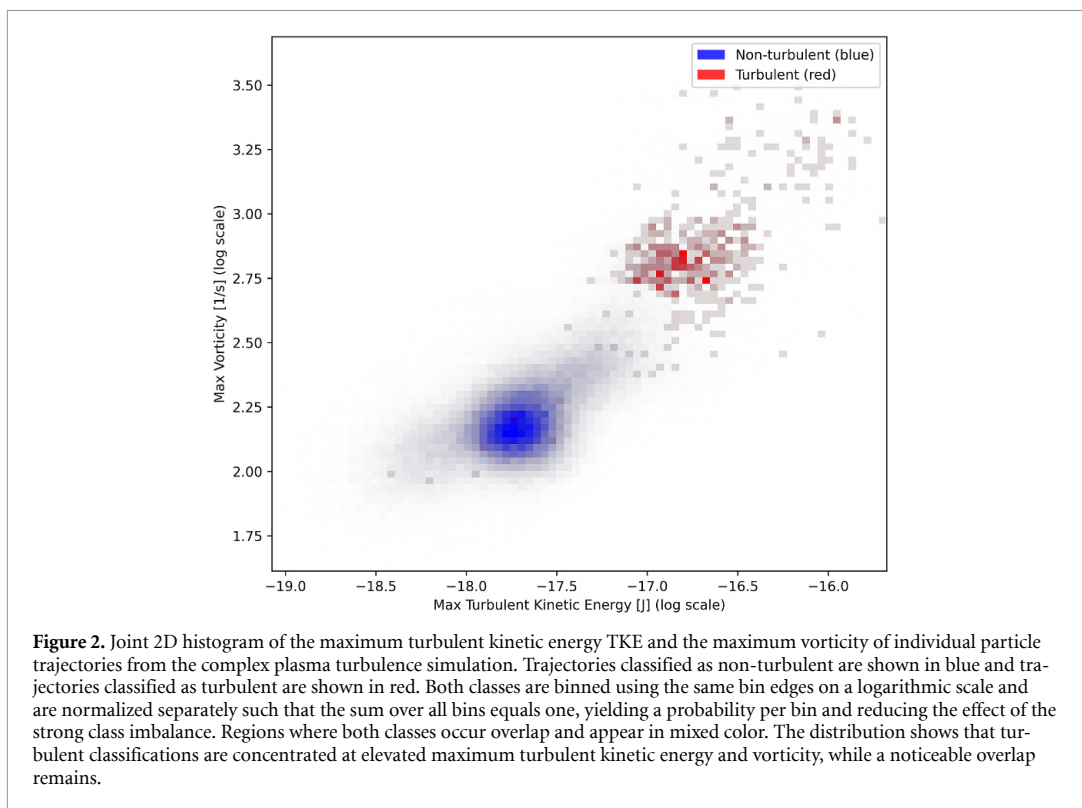 Non-turbulent (blue)
Turbulent (red)
3.50
3.25
3.00
2.75
2.50
2.25
2.00
1.75
Max Vorticity [1/s] (log scale)
−19.0 −18.5 −18.0 −17.5 −17.0 −16.5 −16.0
Max Turbulent Kinetic Energy [J] (log scale)
Figure 2. Joint 2D histogram of the maximum turbulent kinetic energy TKE and the maximum vorticity of individual particle
trajectories from the complex plasma turbulence simulation. Trajectories classified as non-turbulent are shown in blue and tra-
jectories classified as turbulent are shown in red. Both classes are binned using the same bin edges on a logarithmic scale and
are normalized separately such that the sum over all bins equals one, yielding a probability per bin and reducing the effect of the
strong class imbalance. Regions where both classes occur overlap and appear in mixed color. The distribution shows that tur-
bulent classifications are concentrated at elevated maximum turbulent kinetic energy and vorticity, while a noticeable overlap
remains.